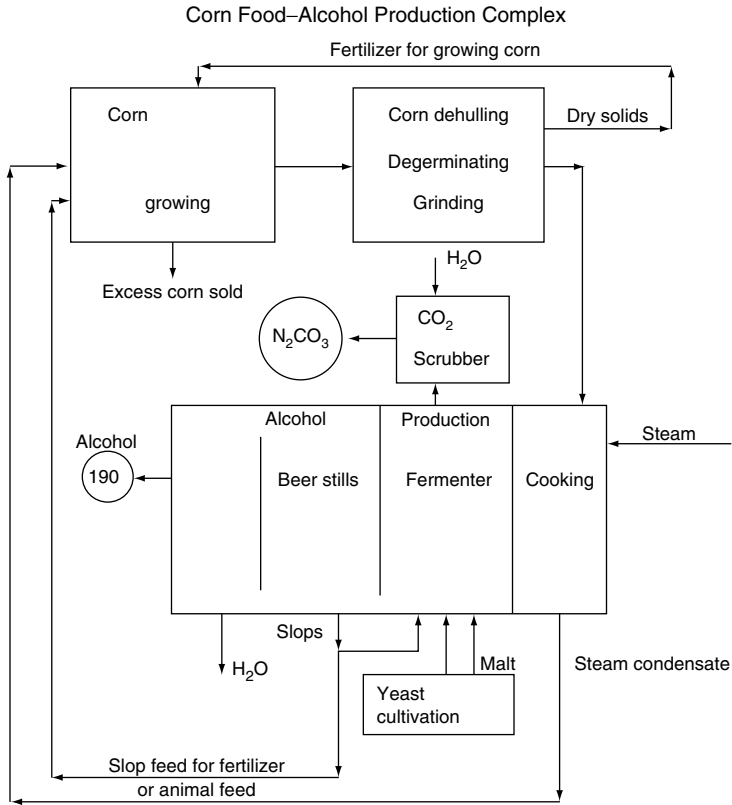 Corn Food–Alcohol Production Complex
Fertilizer for growing corn
Corn
growing
Corn dehulling
Degerminating
Grinding
Dry solids
Excess corn sold
H₂O
CO₂
Scrubber
N₂CO₃
Alcohol
Production
Steam
Alcohol
190
Beer stills
Fermenter
Cooking
Slops
H₂O
Malt
Steam condensate
Yeast
cultivation
Slop feed for fertilizer
or animal feed